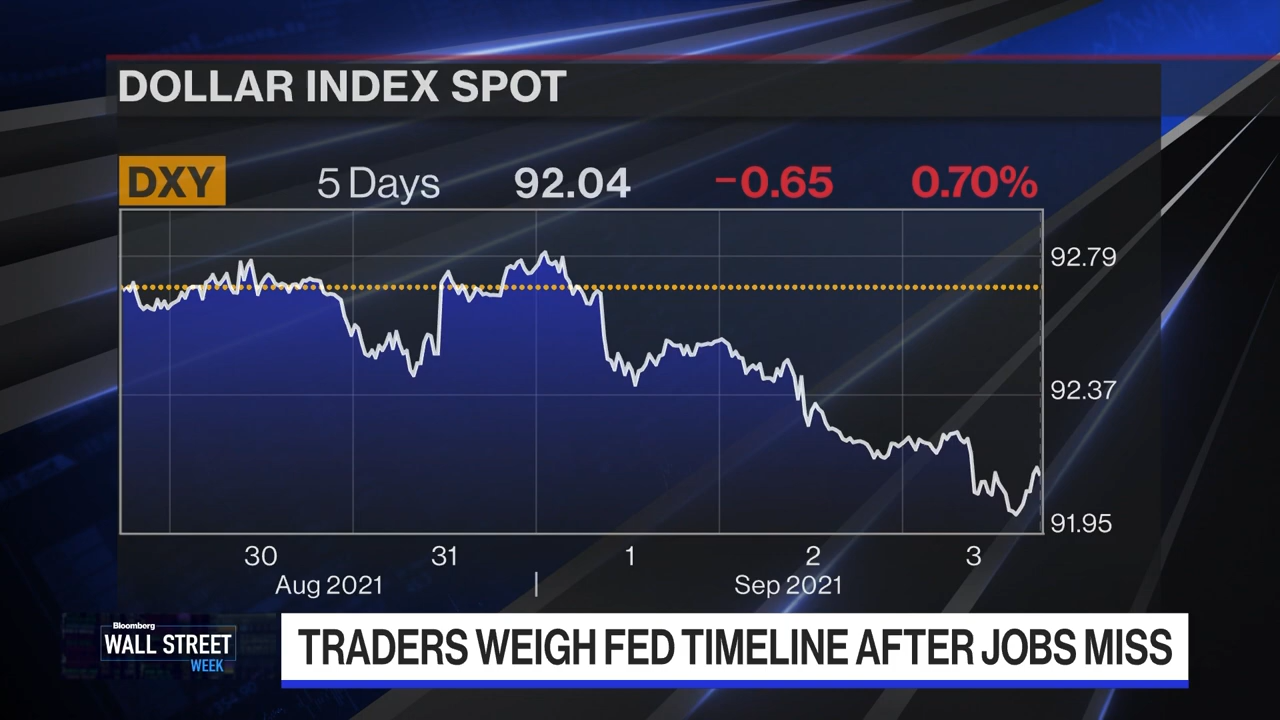 DOLLAR INDEX SPOT
DXY 5 Days 92.04 −0.65 0.70%
92.79
92.37
91.95
30 31 1 2 3
Aug 2021 | Sep 2021
Bloomberg
WALL STREET
WEEK
TRADERS WEIGH FED TIMELINE AFTER JOBS MISS